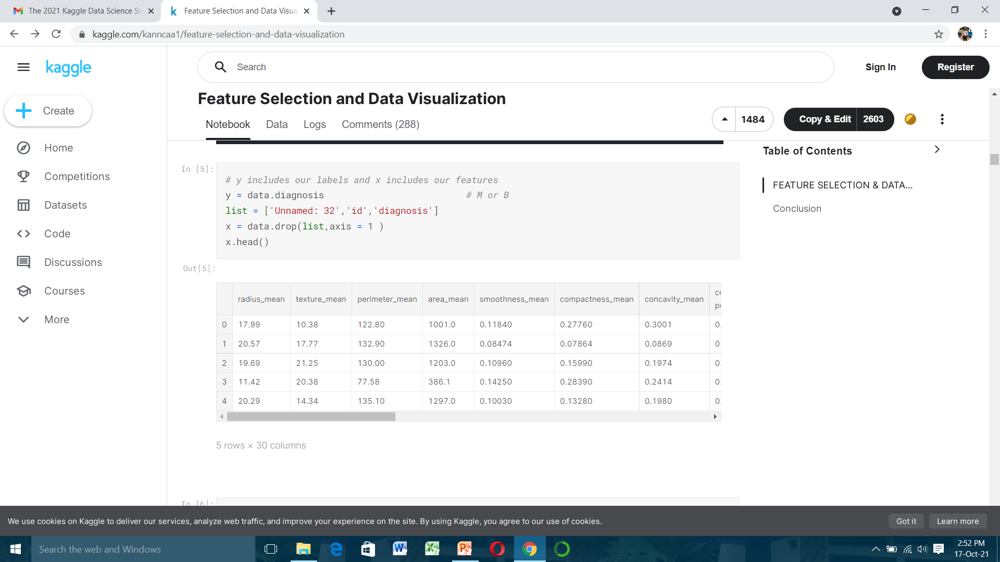 The 2021 Kaggle Data Science Su
Feature Selection and Data Visua
kaggle.com/kanncaa1/feature-selection-and-data-visualization
kaggle
Search
Sign In
Register
Create
Home
Competitions
Datasets
Code
Discussions
Courses
More
Feature Selection and Data Visualization
Notebook Data Logs Comments (288)
1484
Copy & Edit 2603
Table of Contents
FEATURE SELECTION & DATA...
Conclusion
In [5]:
# y includes our labels and x includes our features
y = data.diagnosis # M or B
list = ['Unnamed: 32','id','diagnosis']
x = data.drop(list,axis = 1 )
x.head()
Out[5]:
radius_mean texture_mean perimeter_mean area_mean smoothness_mean compactness_mean concavity_mean
0 17.99 10.38 122.80 1001.0 0.11840 0.27760 0.3001 0.
1 20.57 17.77 132.90 1326.0 0.08474 0.07864 0.0869 0.
2 19.69 21.25 130.00 1203.0 0.10960 0.15990 0.1974 0.
3 11.42 20.38 77.58 386.1 0.14250 0.28390 0.2414 0.
4 20.29 14.34 135.10 1297.0 0.10030 0.13280 0.1980 0.
5 rows × 30 columns
In [6]:
We use cookies on Kaggle to deliver our services, analyze web traffic, and improve your experience on the site. By using Kaggle, you agree to our use of cookies.
Got it
Learn more
Search the web and Windows
2:52 PM
17-Oct-21